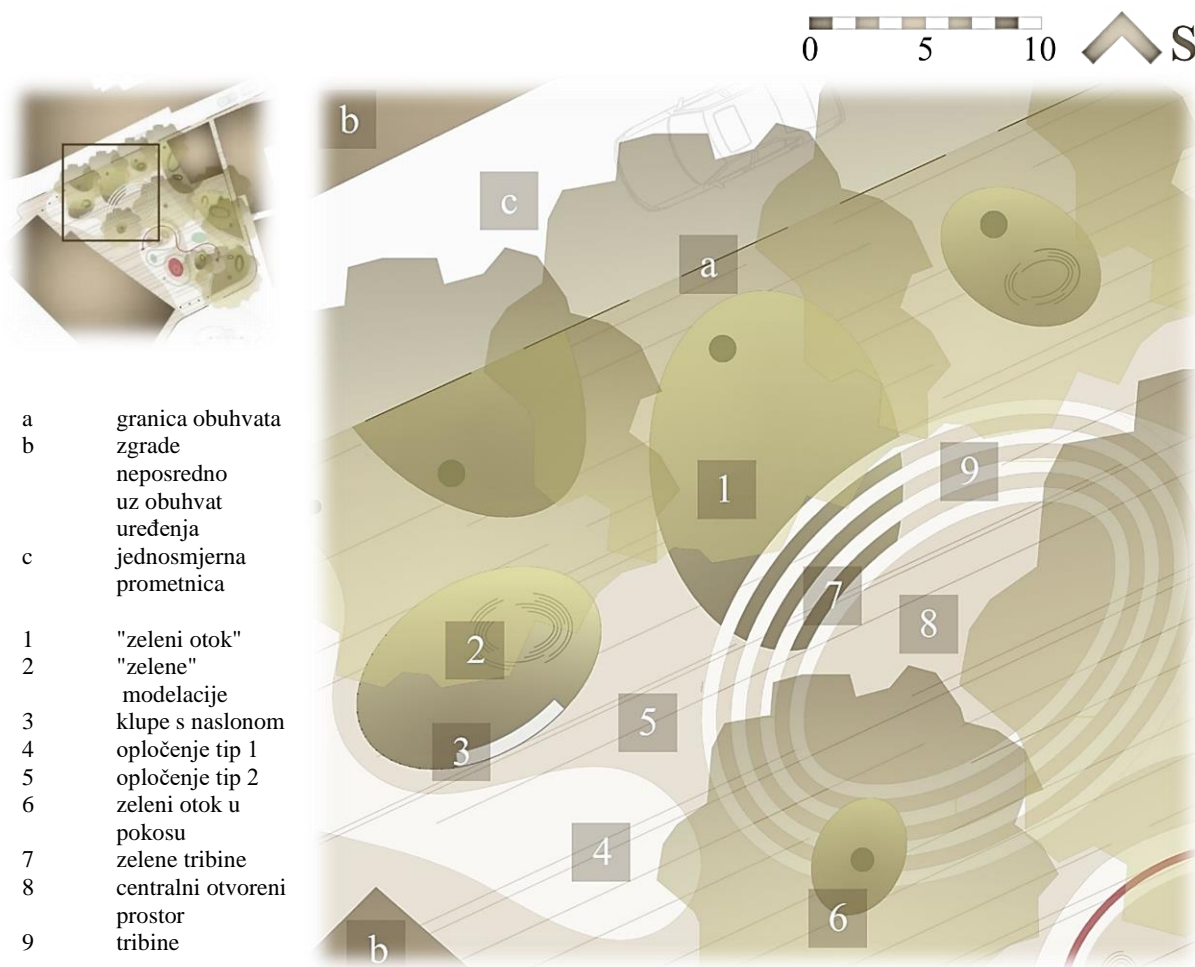 0 5 10 S
b
c
a
1
9
7
8
2
5
3
4
6
b
a granica obuhvata
b zgrade
neposredno
uz obuhvat
uređenja
c jednosmjerna
prometnica
1 "zeleni otok"
2 "zelene"
modelacije
3 klupe s naslonom
4 opločenje tip 1
5 opločenje tip 2
6 zeleni otok u
pokosu
7 zelene tribine
8 centralni otvoreni
prostor
9 tribine